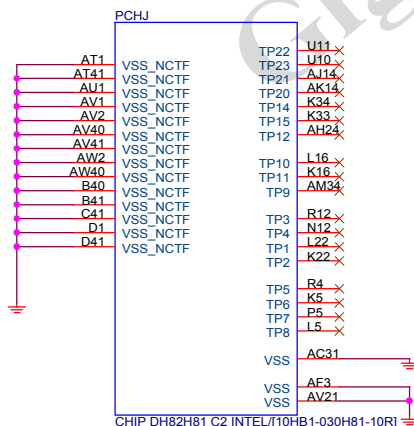 PCHJ
AT1 VSS_NCTF
AT41 VSS_NCTF
AU1 VSS_NCTF
AV1 VSS_NCTF
AV2 VSS_NCTF
AV40 VSS_NCTF
AV41 VSS_NCTF
AW2 VSS_NCTF
AW40 VSS_NCTF
B40 VSS_NCTF
B41 VSS_NCTF
C41 VSS_NCTF
D1 VSS_NCTF
D41 VSS_NCTF
TP22 U11
TP23 U10
TP21 AJ14
TP20 AK14
TP14 K34
TP15 K33
TP12 AH24
TP10 L16
TP11 K16
TP9 AM34
TP3 R12
TP4 N12
TP1 L22
TP2 K22
TP5 R4
TP6 K5
TP7 P5
TP8 L5
VSS AC31
VSS AF3
VSS AV21
CHIP DH82H81 C2 INTEL/[10HB1-030H81-10R]